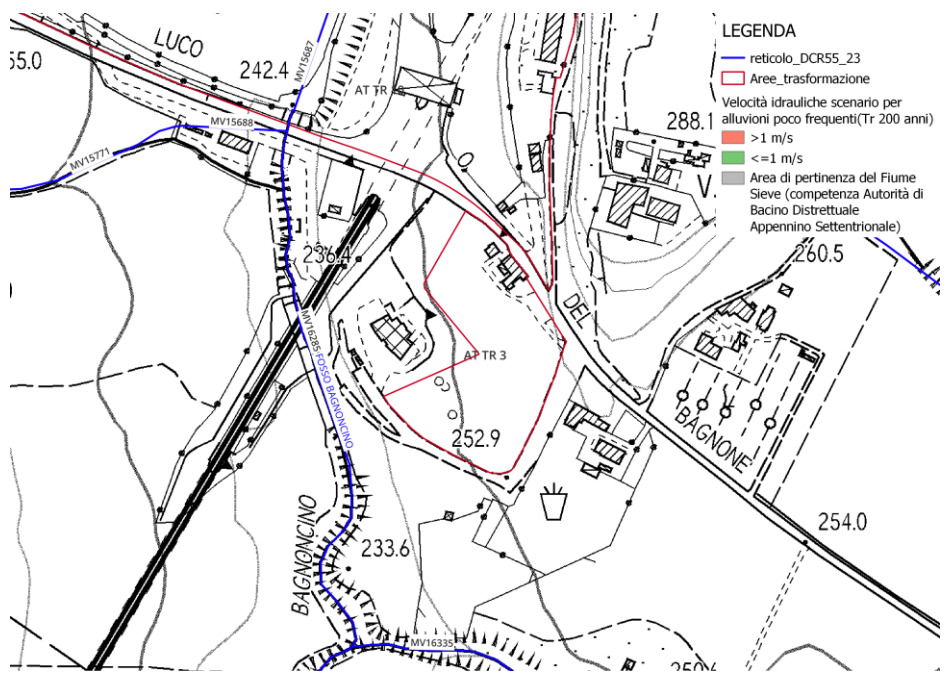 LEGENDA
reticolo_DCR55_23
Aree_trasformazione
Velocità idrauliche scenario per
alluvioni poco frequenti(Tr 200 anni)
>1 m/s
<=1 m/s
Area di pertinenza del Fiume
Sieve (competenza Autorità di
Bacino Distrettuale
Appennino Settentrionale)
LUCO
55.0
242.4
MV15687
AT TR
MV15688
MV15771
288.1
V
236.4
260.5
MV16285
FOSSO BAGNONCINO
DEL
AT TR 3
252.9
BAGNONE
254.0
BAGNONCINO
233.6
MV16335